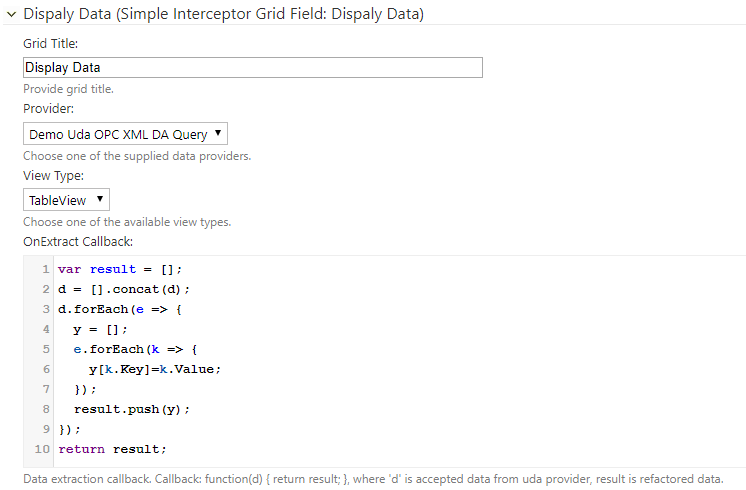 Dispaly Data (Simple Interceptor Grid Field: Dispaly Data)
Grid Title:
Display Data
Provide grid title.
Provider:
Demo Uda OPC XML DA Query
Choose one of the supplied data providers.
View Type:
TableView
Choose one of the available view types.
OnExtract Callback:
1 var result = [];
2 d = [].concat(d);
3 d.forEach(e => {
4   y = [];
5   e.forEach(k => {
6     y[k.Key]=k.Value;
7   });
8   result.push(y);
9 });
10 return result;
Data extraction callback. Callback: function(d) { return result; }, where 'd' is accepted data from uda provider, result is refactored data.